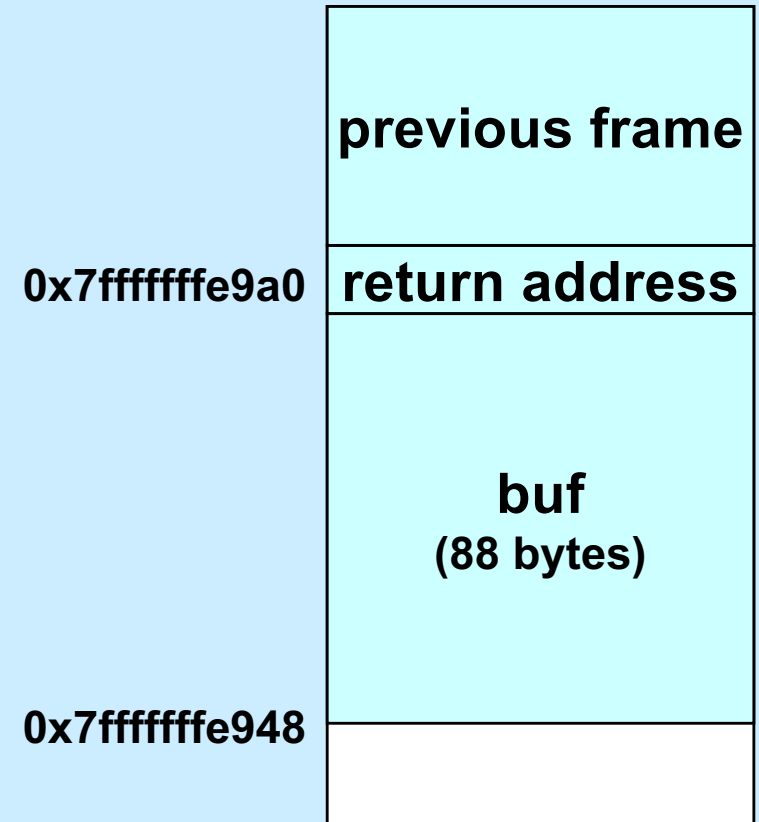 previous frame
0x7fffffffe9a0 return address
buf
(88 bytes)
0x7fffffffe948